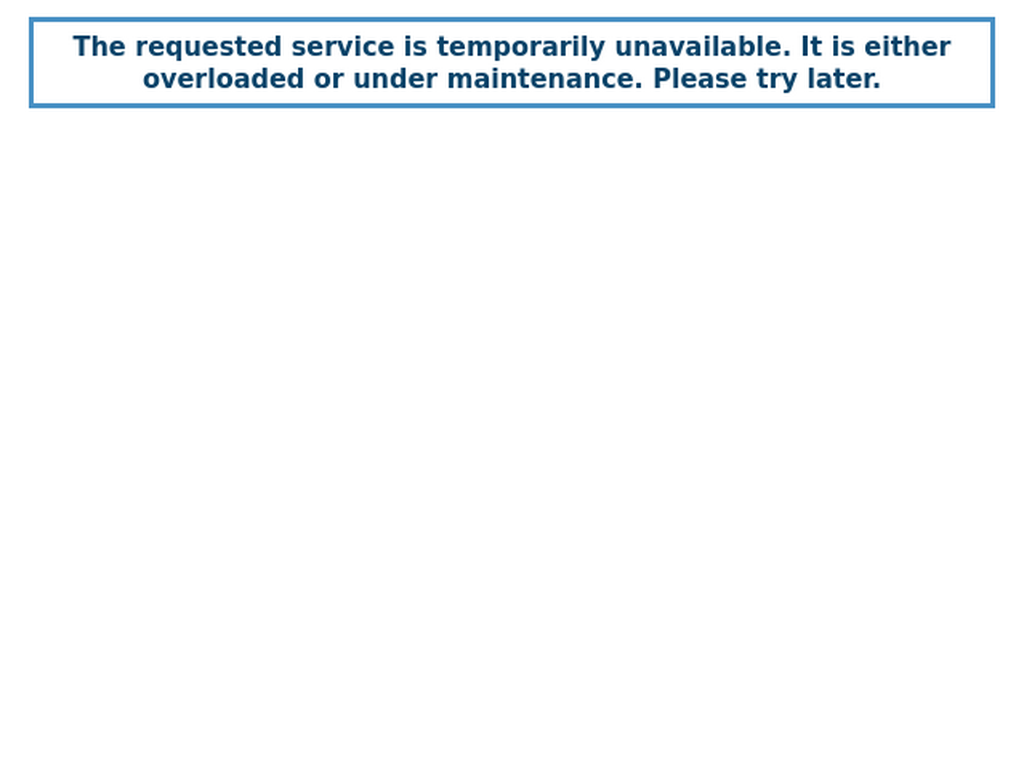 The requested service is temporarily unavailable. It is either
overloaded or under maintenance. Please try later.